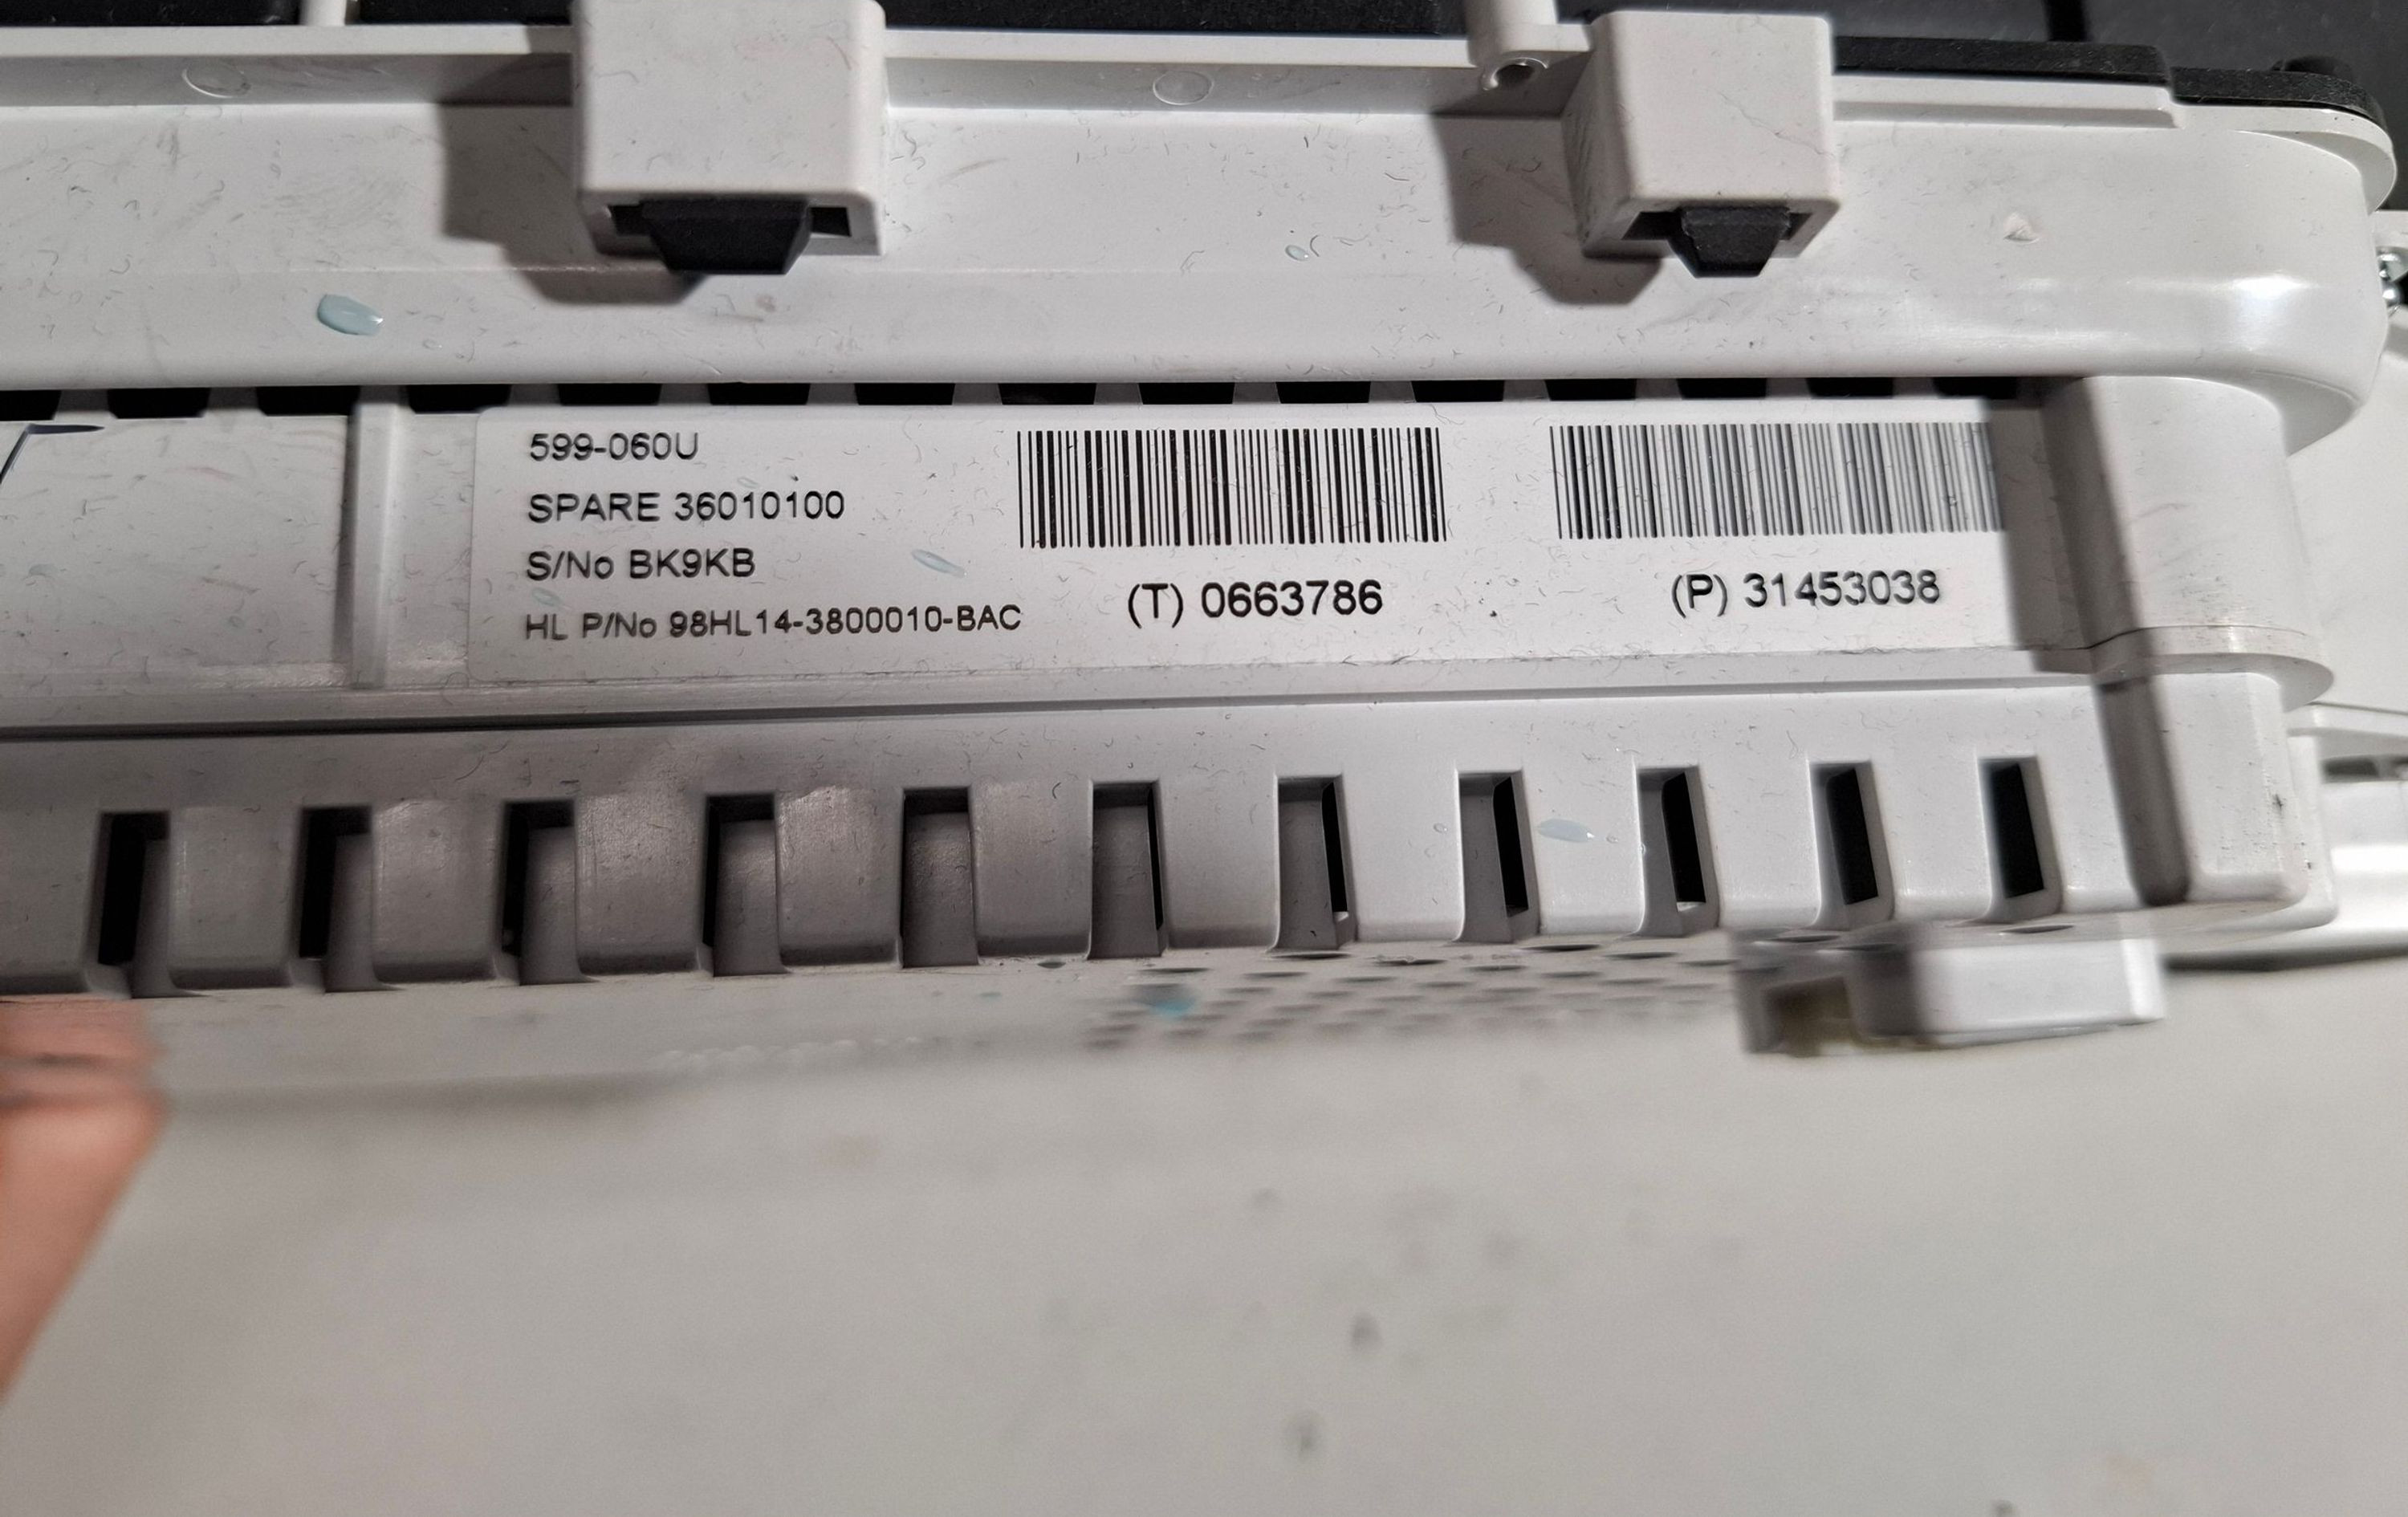 599-060U
SPARE 36010100
S/No BK9KB
HL P/No 98HL14-3800010-BAC
(T) 0663786
(P) 31453038